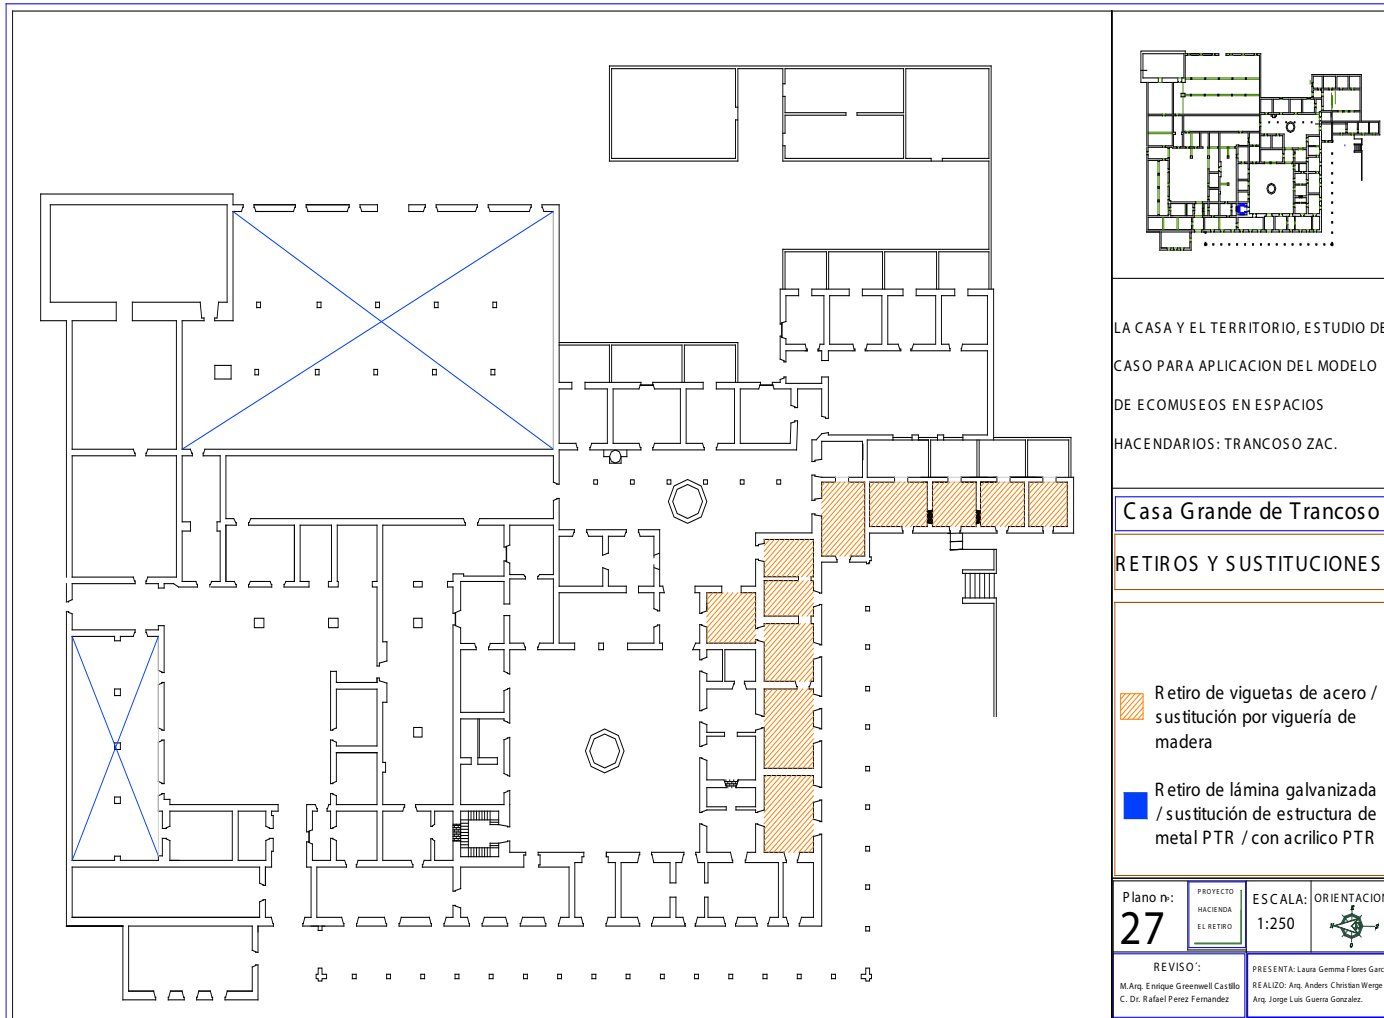 LA CASA Y EL TERRITORIO, ESTUDIO DE
CASO PARA APLICACION DEL MODELO
DE ECOMUSEOS EN ESPACIOS
HACENDARIOS: TRANCOSO ZAC.
Casa Grande de Trancoso
RETIROS Y SUSTITUCIONES
Retiro de viguetas de acero /
sustitución por viguería de
madera
Retiro de lámina galvanizada
/ sustitución de estructura de
metal PTR / con acrilico PTR
Plano n·:
27
PROYECTO
HACIENDA
EL RETIRO
ESCALA:
1:250
ORIENTACION
REVISO´:
M.Arq. Enrique Greenwell Castillo
C. Dr. Rafael Perez Fernandez
PRESENTA: Laura Gemma Flores Garc
REALIZO: Arq. Anders Christian Werge
Arq. Jorge Luis Guerra Gonzalez.